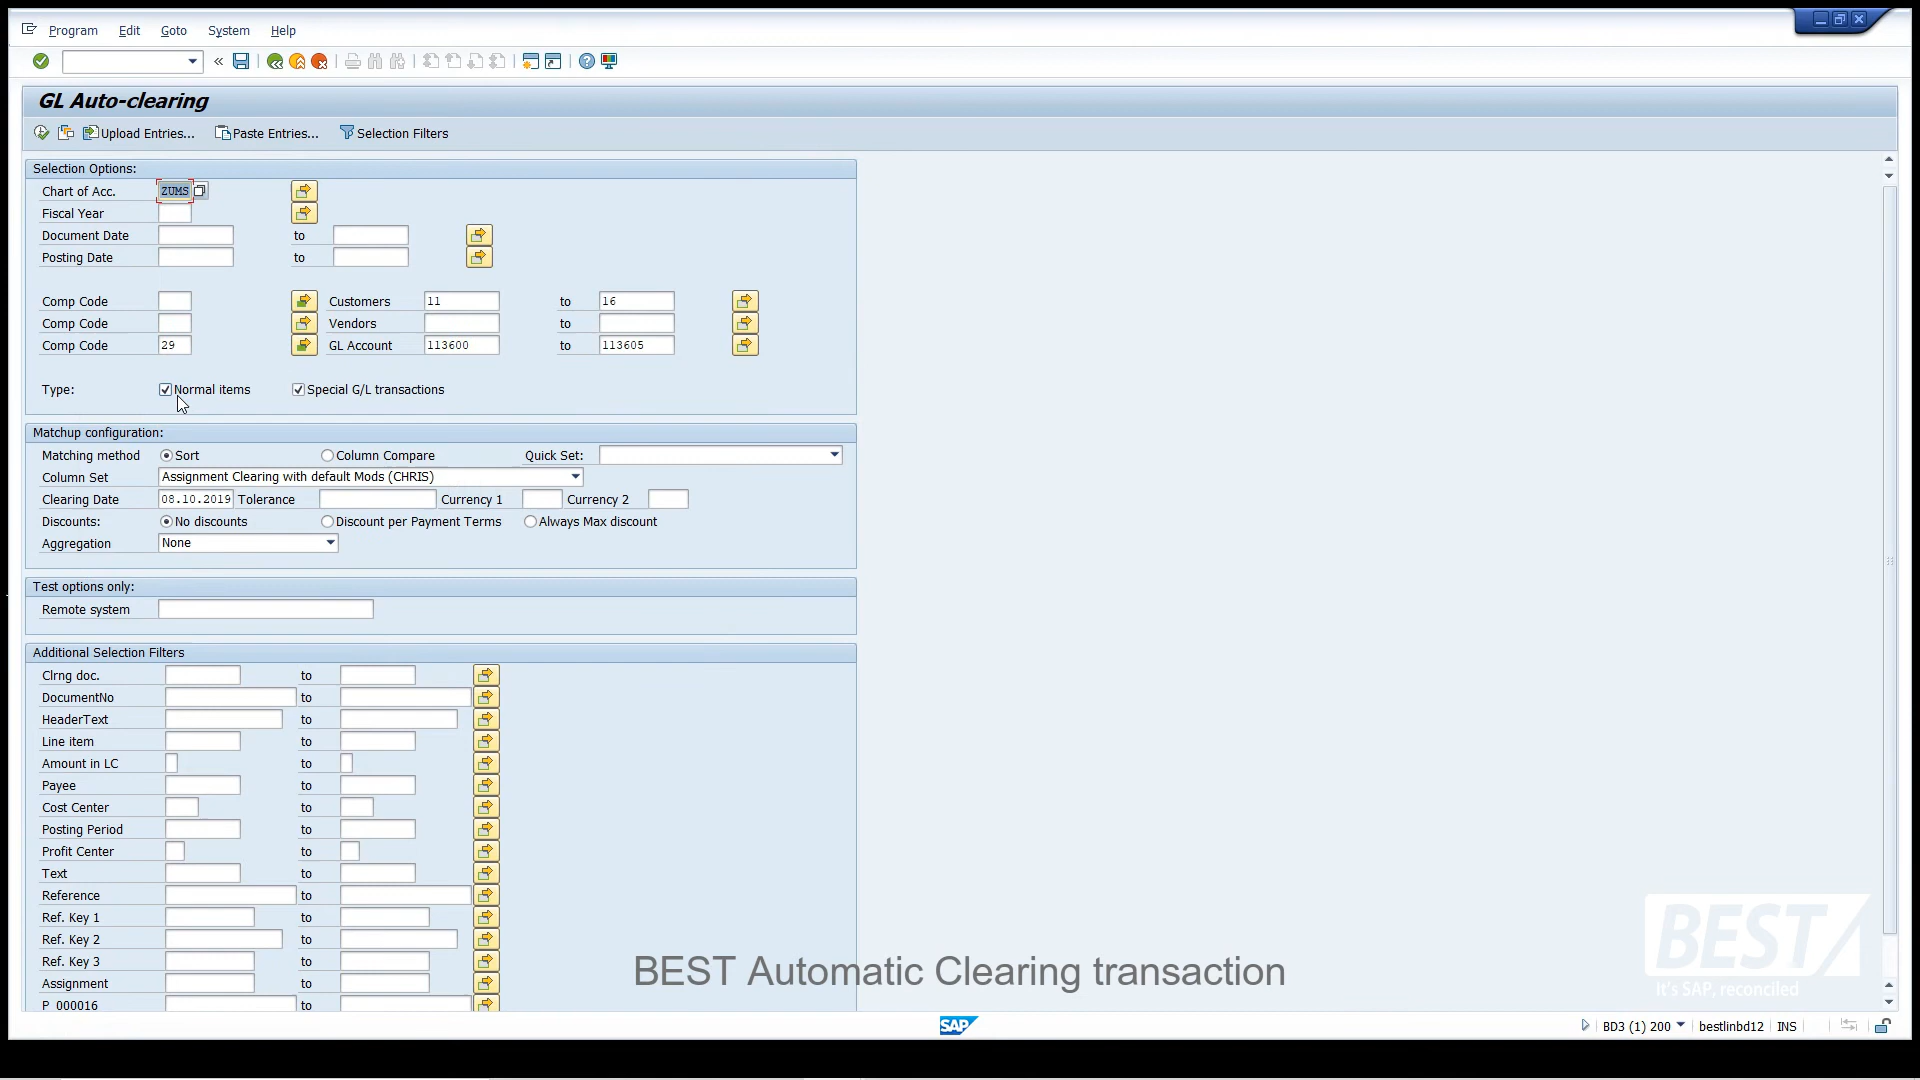 Program Edit Goto System Help
GL Auto-clearing
Upload Entries... Paste Entries... Selection Filters
Selection Options:
Chart of Acc. ZUMS
Fiscal Year
Document Date to
Posting Date to
Comp Code Customers 11 to 16
Comp Code Vendors to
Comp Code 29 GL Account 113600 to 113605
Type: Normal items Special G/L transactions
Matchup configuration:
Matching method Sort Column Compare Quick Set:
Column Set Assignment Clearing with default Mods (CHRIS)
Clearing Date 08.10.2019 Tolerance Currency 1 Currency 2
Discounts: No discounts Discount per Payment Terms Always Max discount
Aggregation None
Test options only:
Remote system
Additional Selection Filters
Clrng doc. to
DocumentNo to
HeaderText to
Line item to
Amount in LC to
Payee to
Cost Center to
Posting Period to
Profit Center to
Text to
Reference to
Ref. Key 1 to
Ref. Key 2 to
Ref. Key 3 to
Assignment to
P_000016 to
BEST Automatic Clearing transaction
BEST
It's SAP, reconciled
SAP
BD3 (1) 200 bestlinbd12 INS